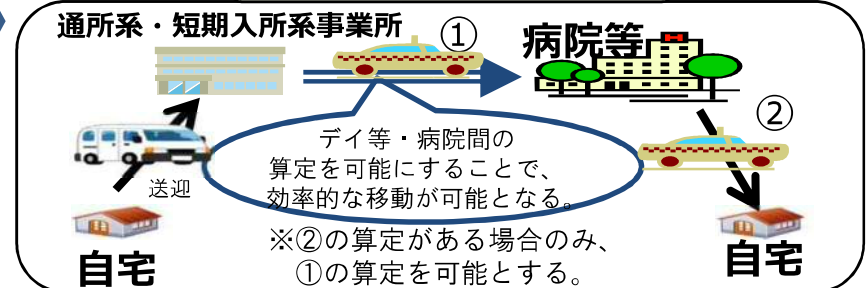 通所系・短期入所系事業所
①
病院等
②
デイ等・病院間の
算定を可能にすることで、
効率的な移動が可能となる。
送迎
自宅
※②の算定がある場合のみ、
①の算定を可能とする。
自宅